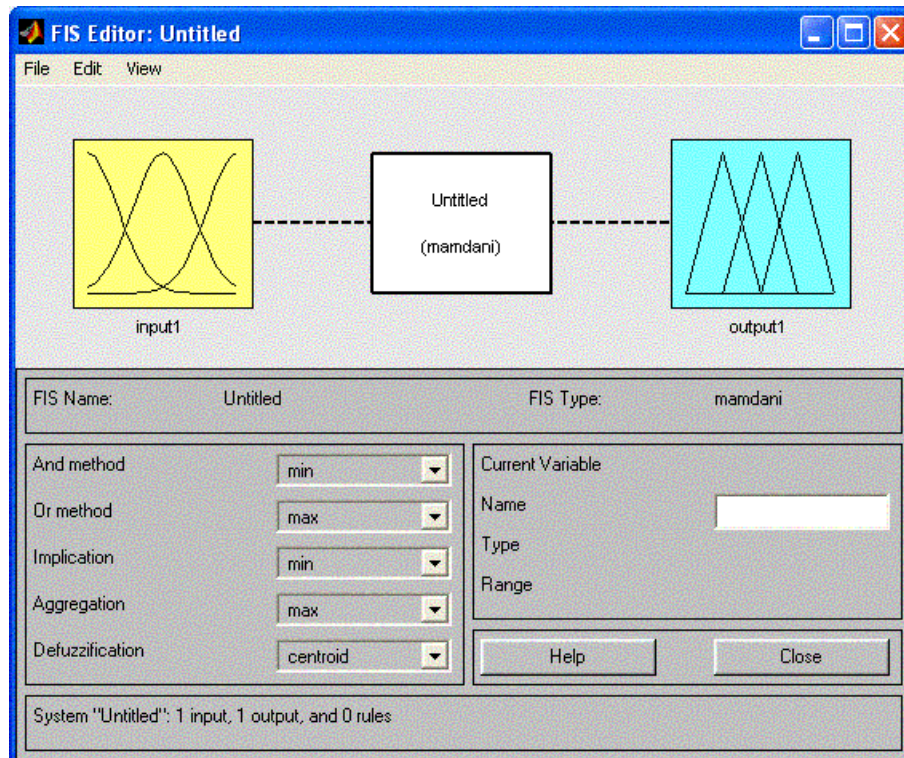 FIS Editor: Untitled
File Edit View
Untitled
(mamdani)
input1
output1
FIS Name: Untitled FIS Type: mamdani
And method min
Or method max
Implication min
Aggregation max
Defuzzification centroid
Current Variable
Name
Type
Range
Help Close
System "Untitled": 1 input, 1 output, and 0 rules